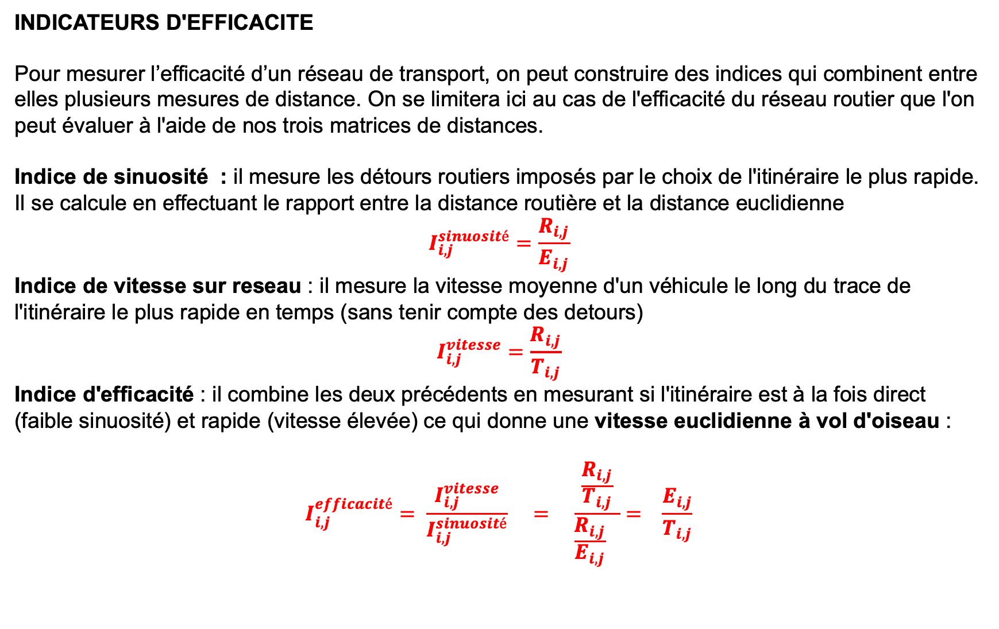 INDICATEURS D'EFFICACITE
Pour mesurer l’efficacité d’un réseau de transport, on peut construire des indices qui combinent entre
elles plusieurs mesures de distance. On se limitera ici au cas de l'efficacité du réseau routier que l'on
peut évaluer à l'aide de nos trois matrices de distances.
Indice de sinuosité : il mesure les détours routiers imposés par le choix de l'itinéraire le plus rapide.
Il se calcule en effectuant le rapport entre la distance routière et la distance euclidienne
I_{i,j}^{sinuosité} = \frac{R_{i,j}}{E_{i,j}}
Indice de vitesse sur reseau : il mesure la vitesse moyenne d'un véhicule le long du trace de
l'itinéraire le plus rapide en temps (sans tenir compte des detours)
I_{i,j}^{vitesse} = \frac{R_{i,j}}{T_{i,j}}
Indice d'efficacité : il combine les deux précédents en mesurant si l'itinéraire est à la fois direct
(faible sinuosité) et rapide (vitesse élevée) ce qui donne une vitesse euclidienne à vol d'oiseau :
I_{i,j}^{efficacité} = \frac{I_{i,j}^{vitesse}}{I_{i,j}^{sinuosité}} = \frac{\frac{R_{i,j}}{T_{i,j}}}{\frac{R_{i,j}}{E_{i,j}}} = \frac{E_{i,j}}{T_{i,j}}